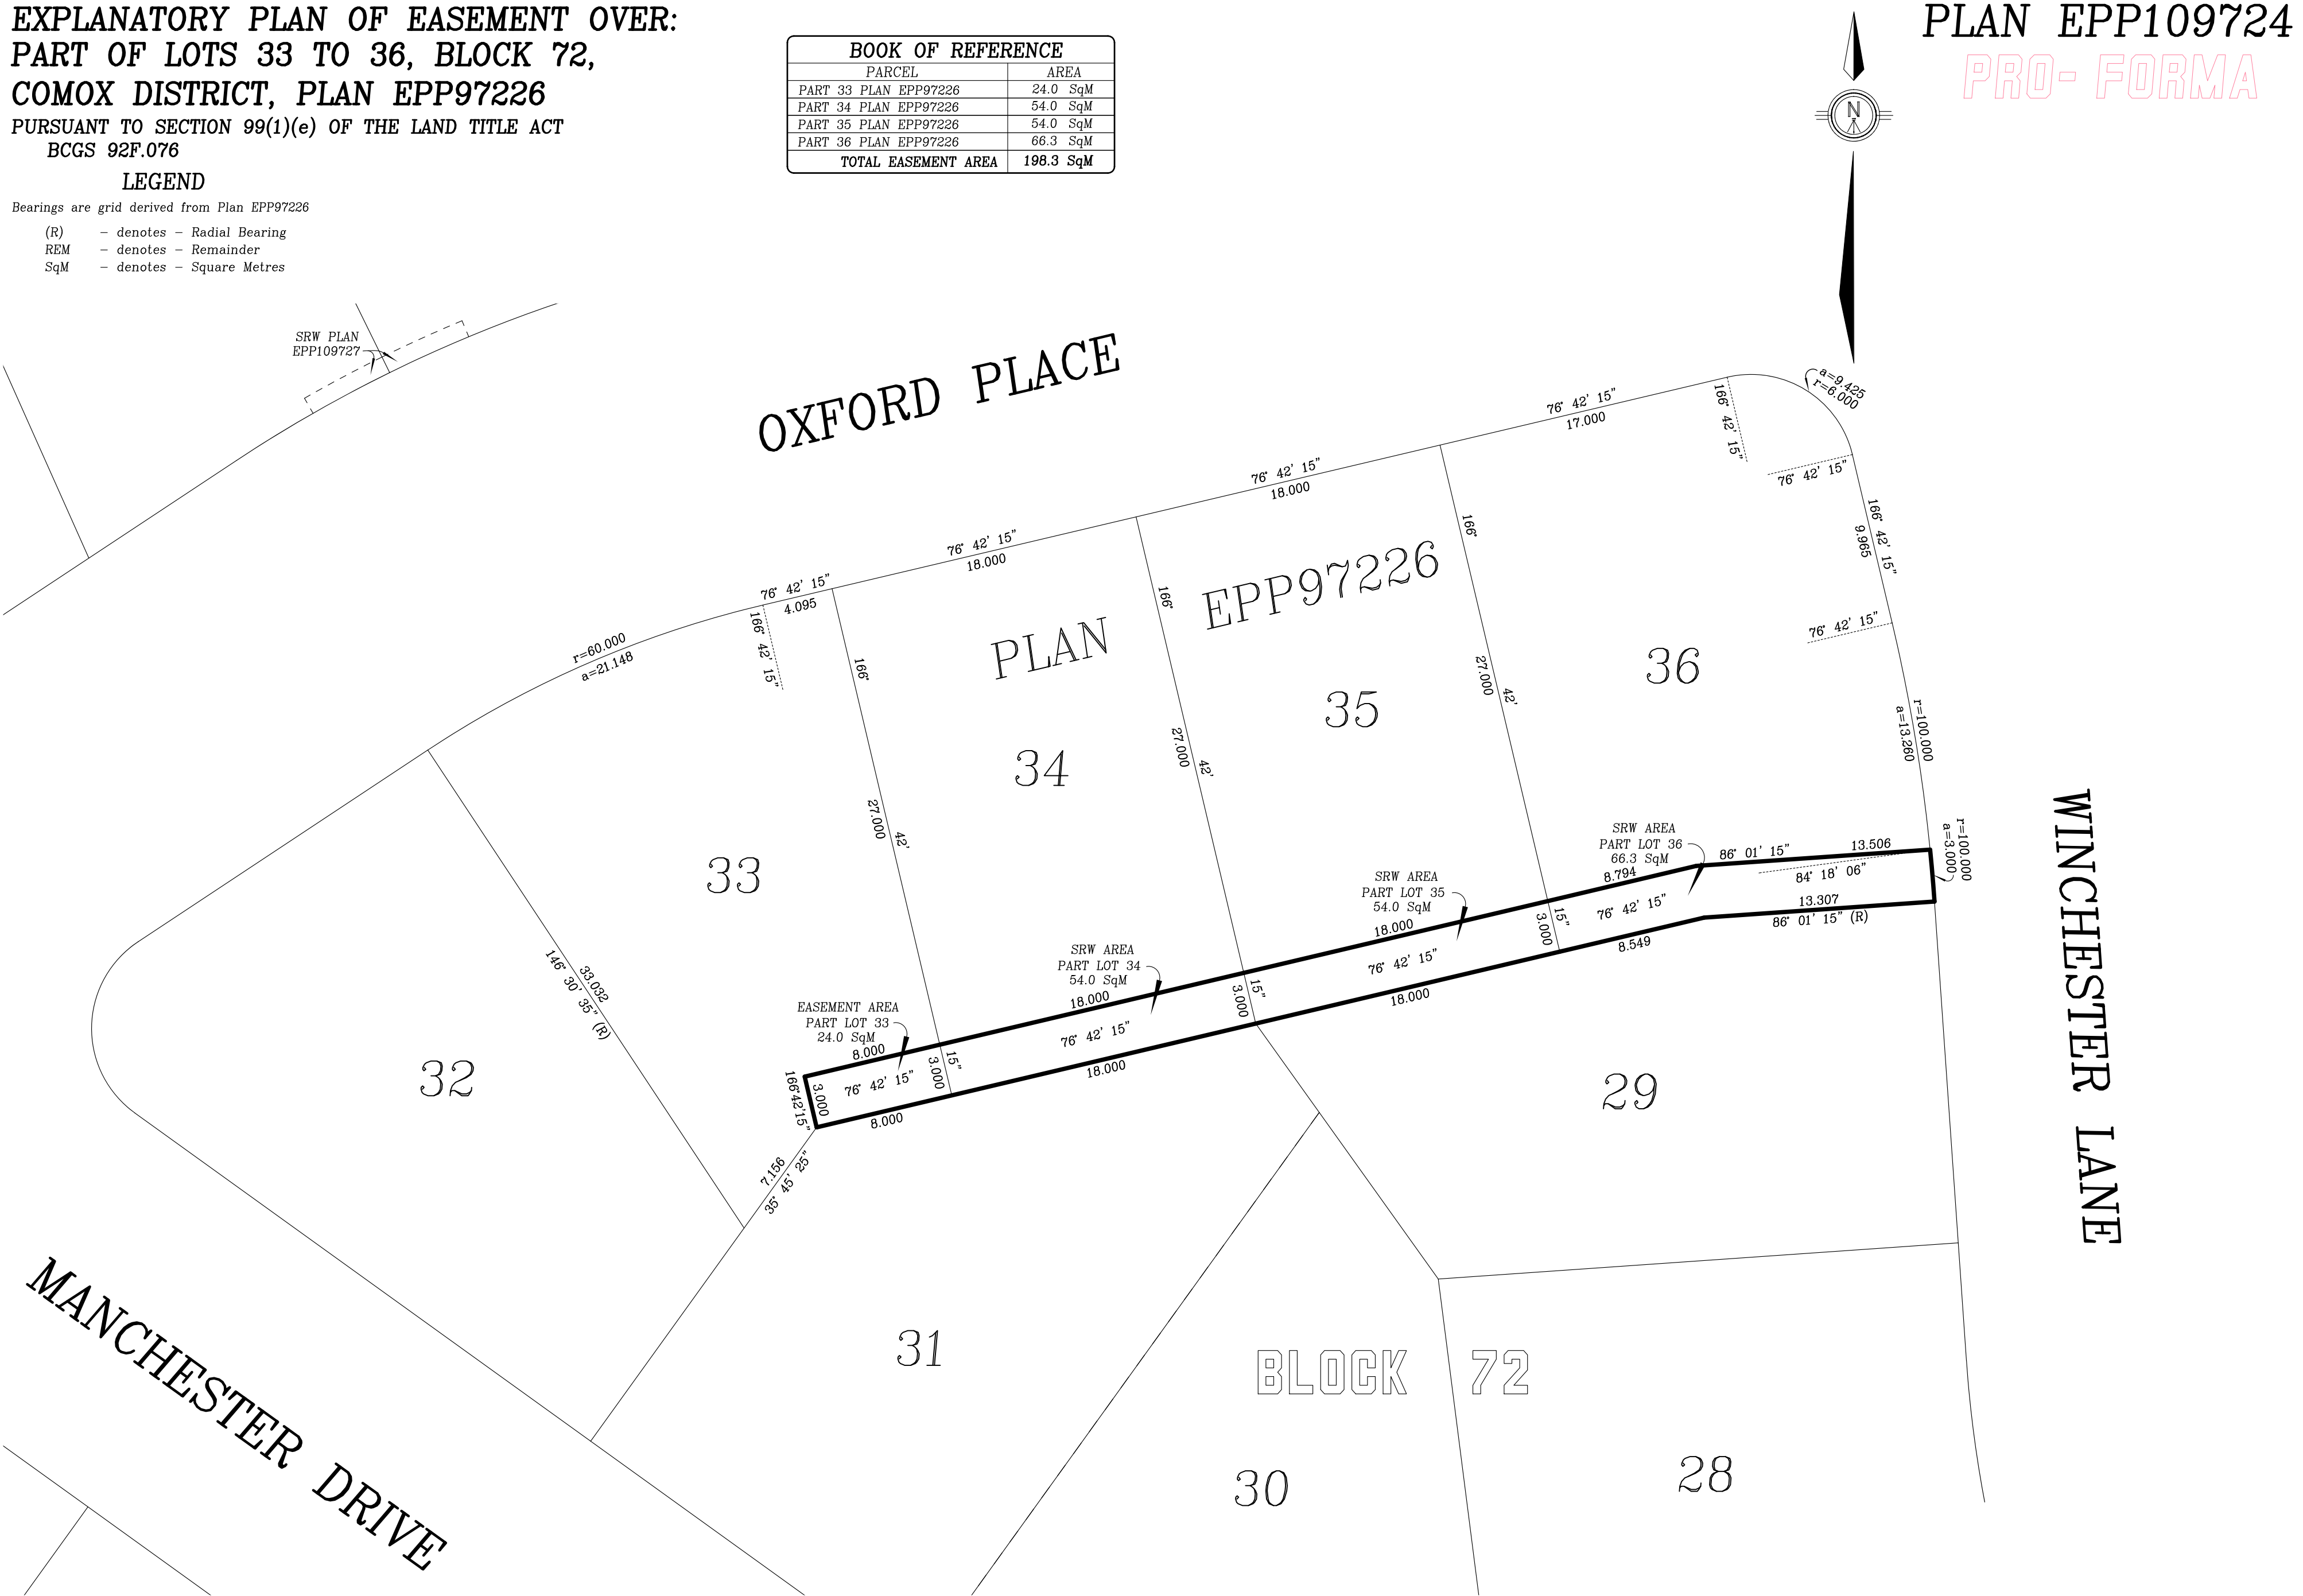 EXPLANATORY PLAN OF EASEMENT OVER:
PART OF LOTS 33 TO 36, BLOCK 72,
COMOX DISTRICT, PLAN EPP97226
PURSUANT TO SECTION 99(1)(e) OF THE LAND TITLE ACT
BCGS 92F.076
LEGEND
Bearings are grid derived from Plan EPP97226
(R) - denotes - Radial Bearing
REM - denotes - Remainder
SqM - denotes - Square Metres
BOOK OF REFERENCE
PARCEL AREA
PART 33 PLAN EPP97226 24.0 SqM
PART 34 PLAN EPP97226 54.0 SqM
PART 35 PLAN EPP97226 54.0 SqM
PART 36 PLAN EPP97226 66.3 SqM
TOTAL EASEMENT AREA 198.3 SqM
N
PLAN EPP109724
PRO-FORMA
SRW PLAN
EPP109727
OXFORD PLACE
a=9.425
r=6.000
76° 42' 15"
17.000
166° 42' 15"
76° 42' 15"
166° 42' 15"
9.965
76° 42' 15"
18.000
76° 42' 15"
18.000
76° 42' 15"
4.095
166° 42' 15"
r=60.000
a=21.148
76° 42' 15"
r=100.000
a=13.260
PLAN EPP97226
166°
27.000
42'
15"
3.000
166°
27.000
42'
15"
3.000
166°
27.000
42'
15"
3.000
33
34
35
36
SRW AREA
PART LOT 36
66.3 SqM
8.794
86° 01' 15"
13.506
84° 18' 06"
13.307
86° 01' 15" (R)
r=100.000
a=3.000
76° 42' 15"
8.549
SRW AREA
PART LOT 35
54.0 SqM
18.000
76° 42' 15"
18.000
SRW AREA
PART LOT 34
54.0 SqM
18.000
76° 42' 15"
18.000
EASEMENT AREA
PART LOT 33
24.0 SqM
8.000
76° 42' 15"
8.000
166°42'15"
3.000
33.032
146° 30' 35" (R)
7.156
35° 45' 25"
32
29
31
30
28
BLOCK 72
WINCHESTER LANE
MANCHESTER DRIVE